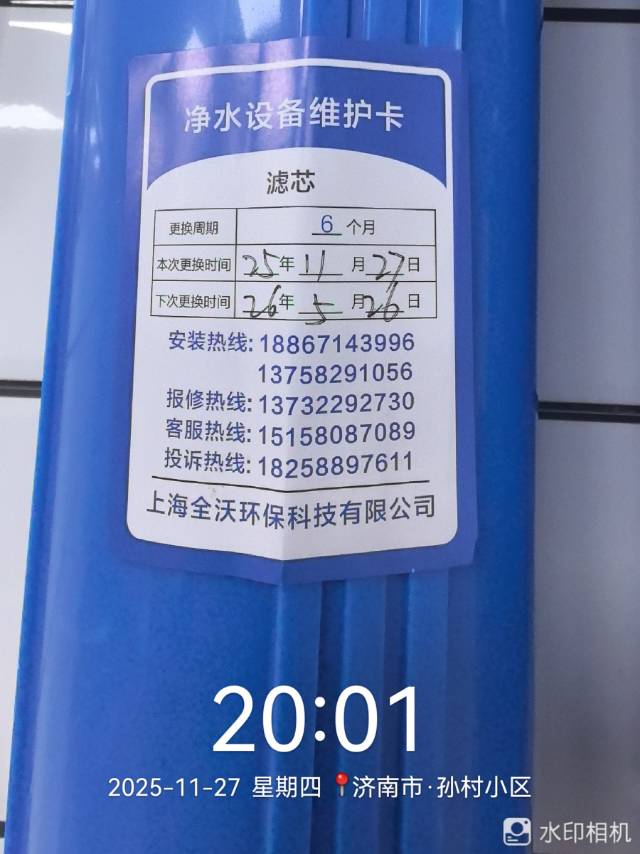 净水设备维护卡
滤芯
更换周期 6 个月
本次更换时间 25年 11 月 27日
下次更换时间 26年 5 月 26日
安装热线: 18867143996
13758291056
报修热线: 13732292730
客服热线: 15158087089
投诉热线: 18258897611
上海全沃环保科技有限公司
20:01
2025-11-27 星期四 济南市·孙村小区
水印相机